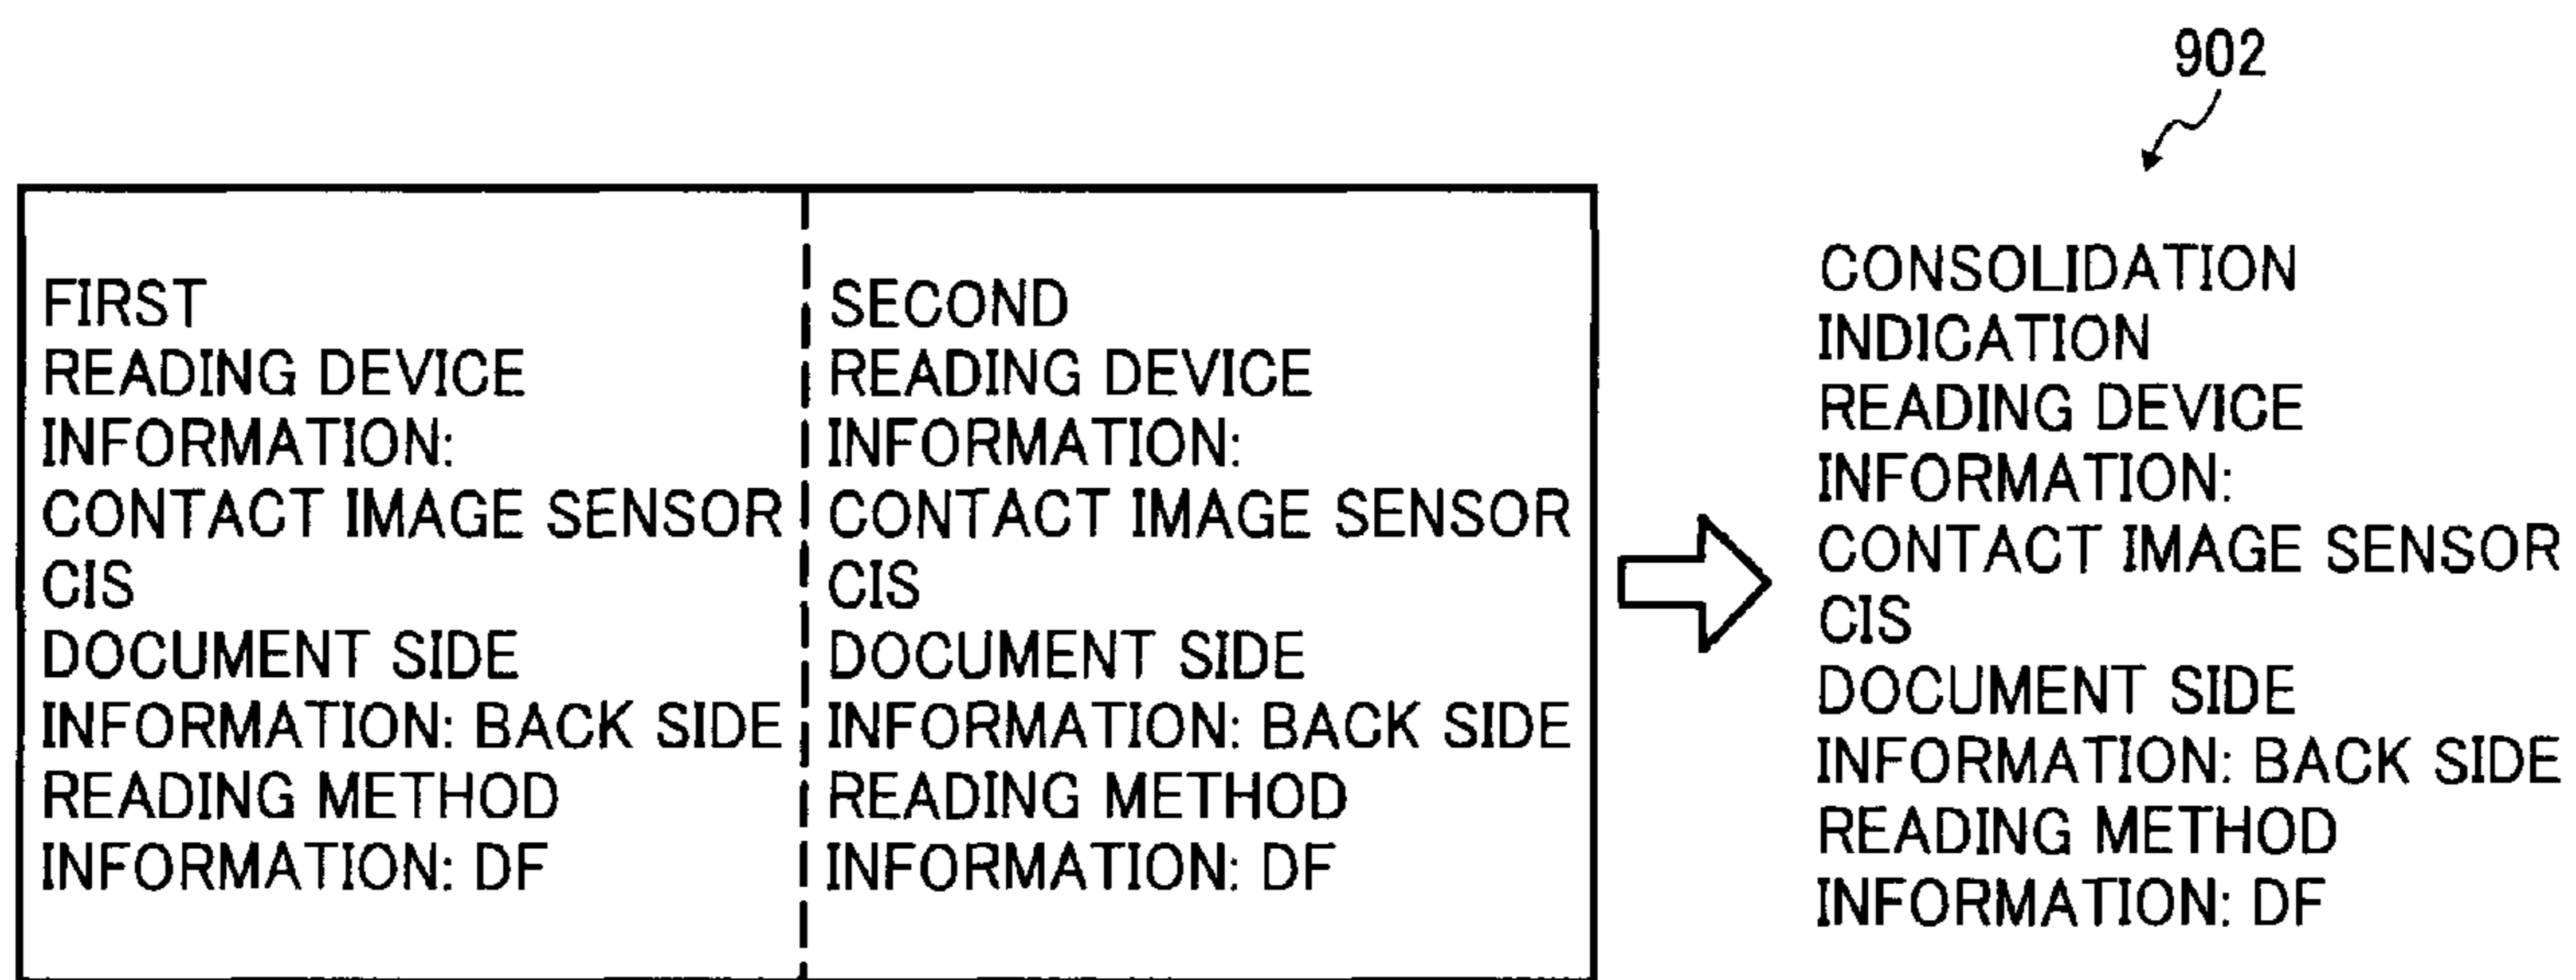 902
FIRST
READING DEVICE
INFORMATION:
CONTACT IMAGE SENSOR
CIS
DOCUMENT SIDE
INFORMATION: BACK SIDE
READING METHOD
INFORMATION: DF
SECOND
READING DEVICE
INFORMATION:
CONTACT IMAGE SENSOR
CIS
DOCUMENT SIDE
INFORMATION: BACK SIDE
READING METHOD
INFORMATION: DF
CONSOLIDATION
INDICATION
READING DEVICE
INFORMATION:
CONTACT IMAGE SENSOR
CIS
DOCUMENT SIDE
INFORMATION: BACK SIDE
READING METHOD
INFORMATION: DF